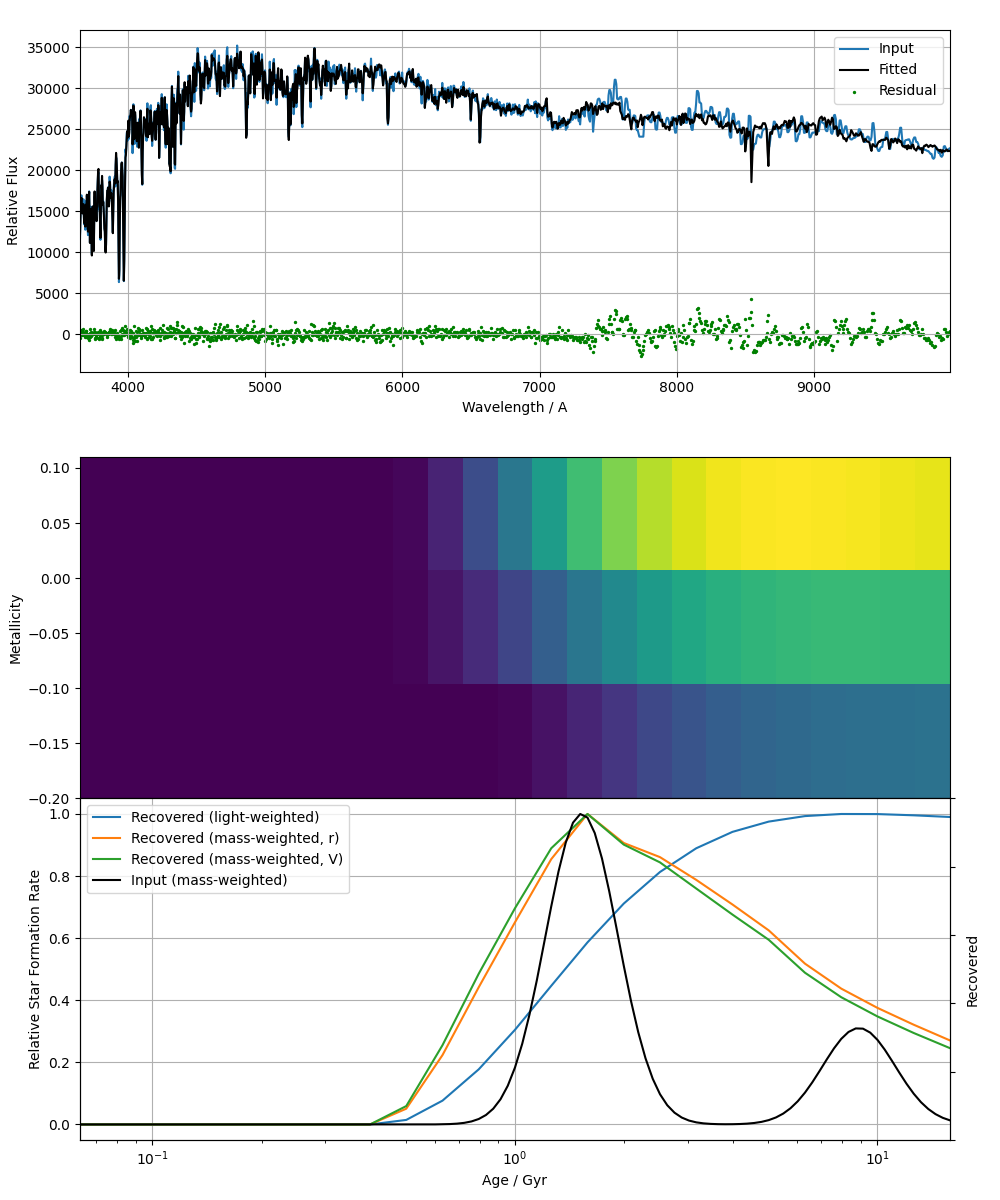 35000
30000
25000
20000
15000
10000
5000
0
Relative Flux
Input
Fitted
Residual
4000
5000
6000
7000
8000
9000
Wavelength / A
0.10
0.05
0.00
−0.05
−0.10
−0.15
−0.20
Metallicity
1.0
0.8
0.6
0.4
0.2
0.0
Relative Star Formation Rate
Recovered (light-weighted)
Recovered (mass-weighted, r)
Recovered (mass-weighted, V)
Input (mass-weighted)
Recovered
10⁻¹
10⁰
10¹
Age / Gyr